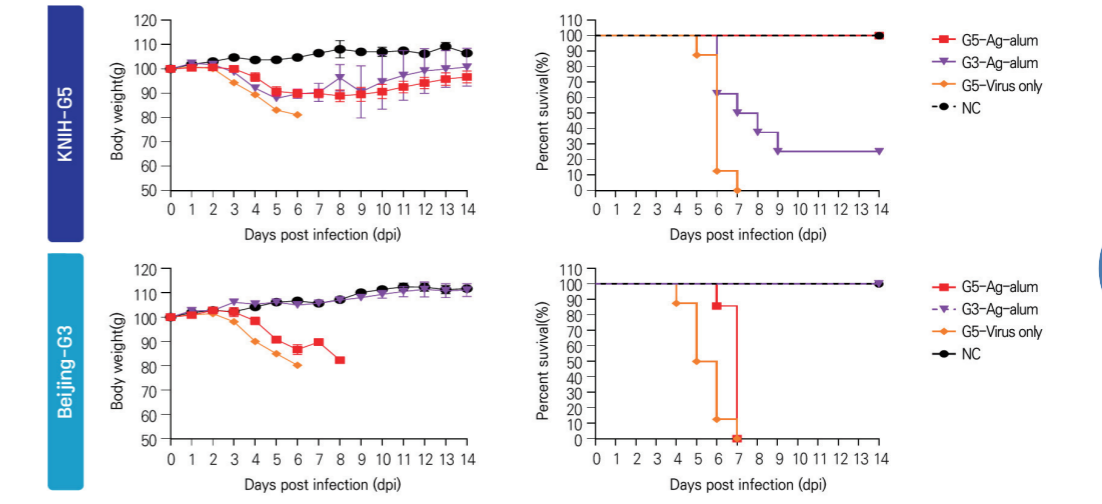 KNIH-G5
Body weight(g)
120
110
100
90
80
70
60
50
0 1 2 3 4 5 6 7 8 9 10 11 12 13 14
Days post infection (dpi)
Percent suvival(%)
110
100
90
80
70
60
50
40
30
20
10
0
0 1 2 3 4 5 6 7 8 9 10 11 12 13 14
Days post infection (dpi)
G5-Ag-alum
G3-Ag-alum
G5-Virus only
NC
Beijing-G3
Body weight(g)
120
110
100
90
80
70
60
50
0 1 2 3 4 5 6 7 8 9 10 11 12 13 14
Days post infection (dpi)
Percent suvival(%)
110
100
90
80
70
60
50
40
30
20
10
0
0 1 2 3 4 5 6 7 8 9 10 11 12 13 14
Days post infection (dpi)
G5-Ag-alum
G3-Ag-alum
G5-Virus only
NC